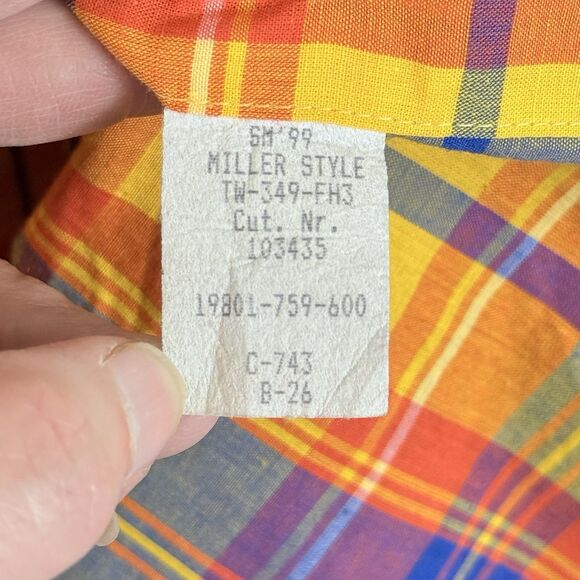 SM'99
MILLER STYLE
TW-349-FH3
Cut. Nr.
103435
19801-759-600
C-743
B-26